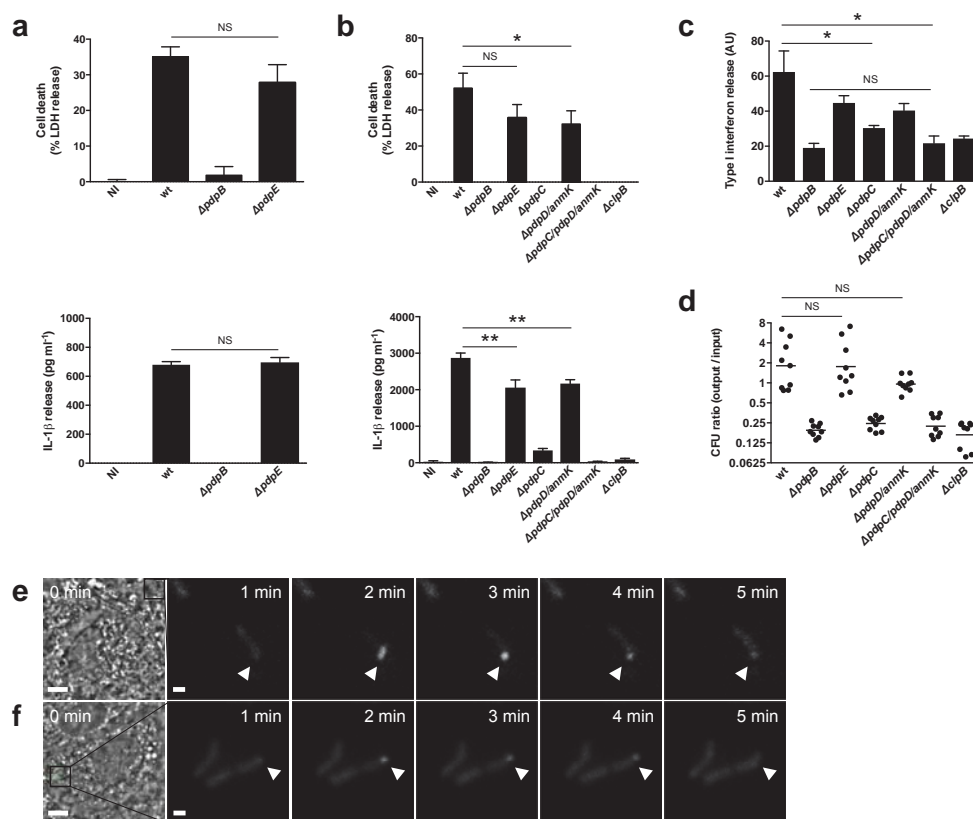 a
NS
Cell death
(% LDH release)
40
30
20
10
0
NI
wt
ΔpdpB
ΔpdpE
b
*
NS
Cell death
(% LDH release)
80
60
40
20
0
NI
wt
ΔpdpB
ΔpdpE
ΔpdpC
ΔpdpD/anmK
ΔpdpC/pdpD/anmK
ΔclpB
c
*
*
NS
Type I interferon release (AU)
80
60
40
20
0
wt
ΔpdpB
ΔpdpE
ΔpdpC
ΔpdpD/anmK
ΔpdpC/pdpD/anmK
ΔclpB
NS
IL-1β release (pg ml⁻¹)
1000
800
600
400
200
0
NI
wt
ΔpdpB
ΔpdpE
**
**
IL-1β release (pg ml⁻¹)
4000
3000
2000
1000
0
NI
wt
ΔpdpB
ΔpdpE
ΔpdpC
ΔpdpD/anmK
ΔpdpC/pdpD/anmK
ΔclpB
d
NS
NS
CFU ratio (output / input)
8
4
2
1
0.5
0.25
0.125
0.0625
wt
ΔpdpB
ΔpdpE
ΔpdpC
ΔpdpD/anmK
ΔpdpC/pdpD/anmK
ΔclpB
e
0 min
1 min
2 min
3 min
4 min
5 min
f
0 min
1 min
2 min
3 min
4 min
5 min